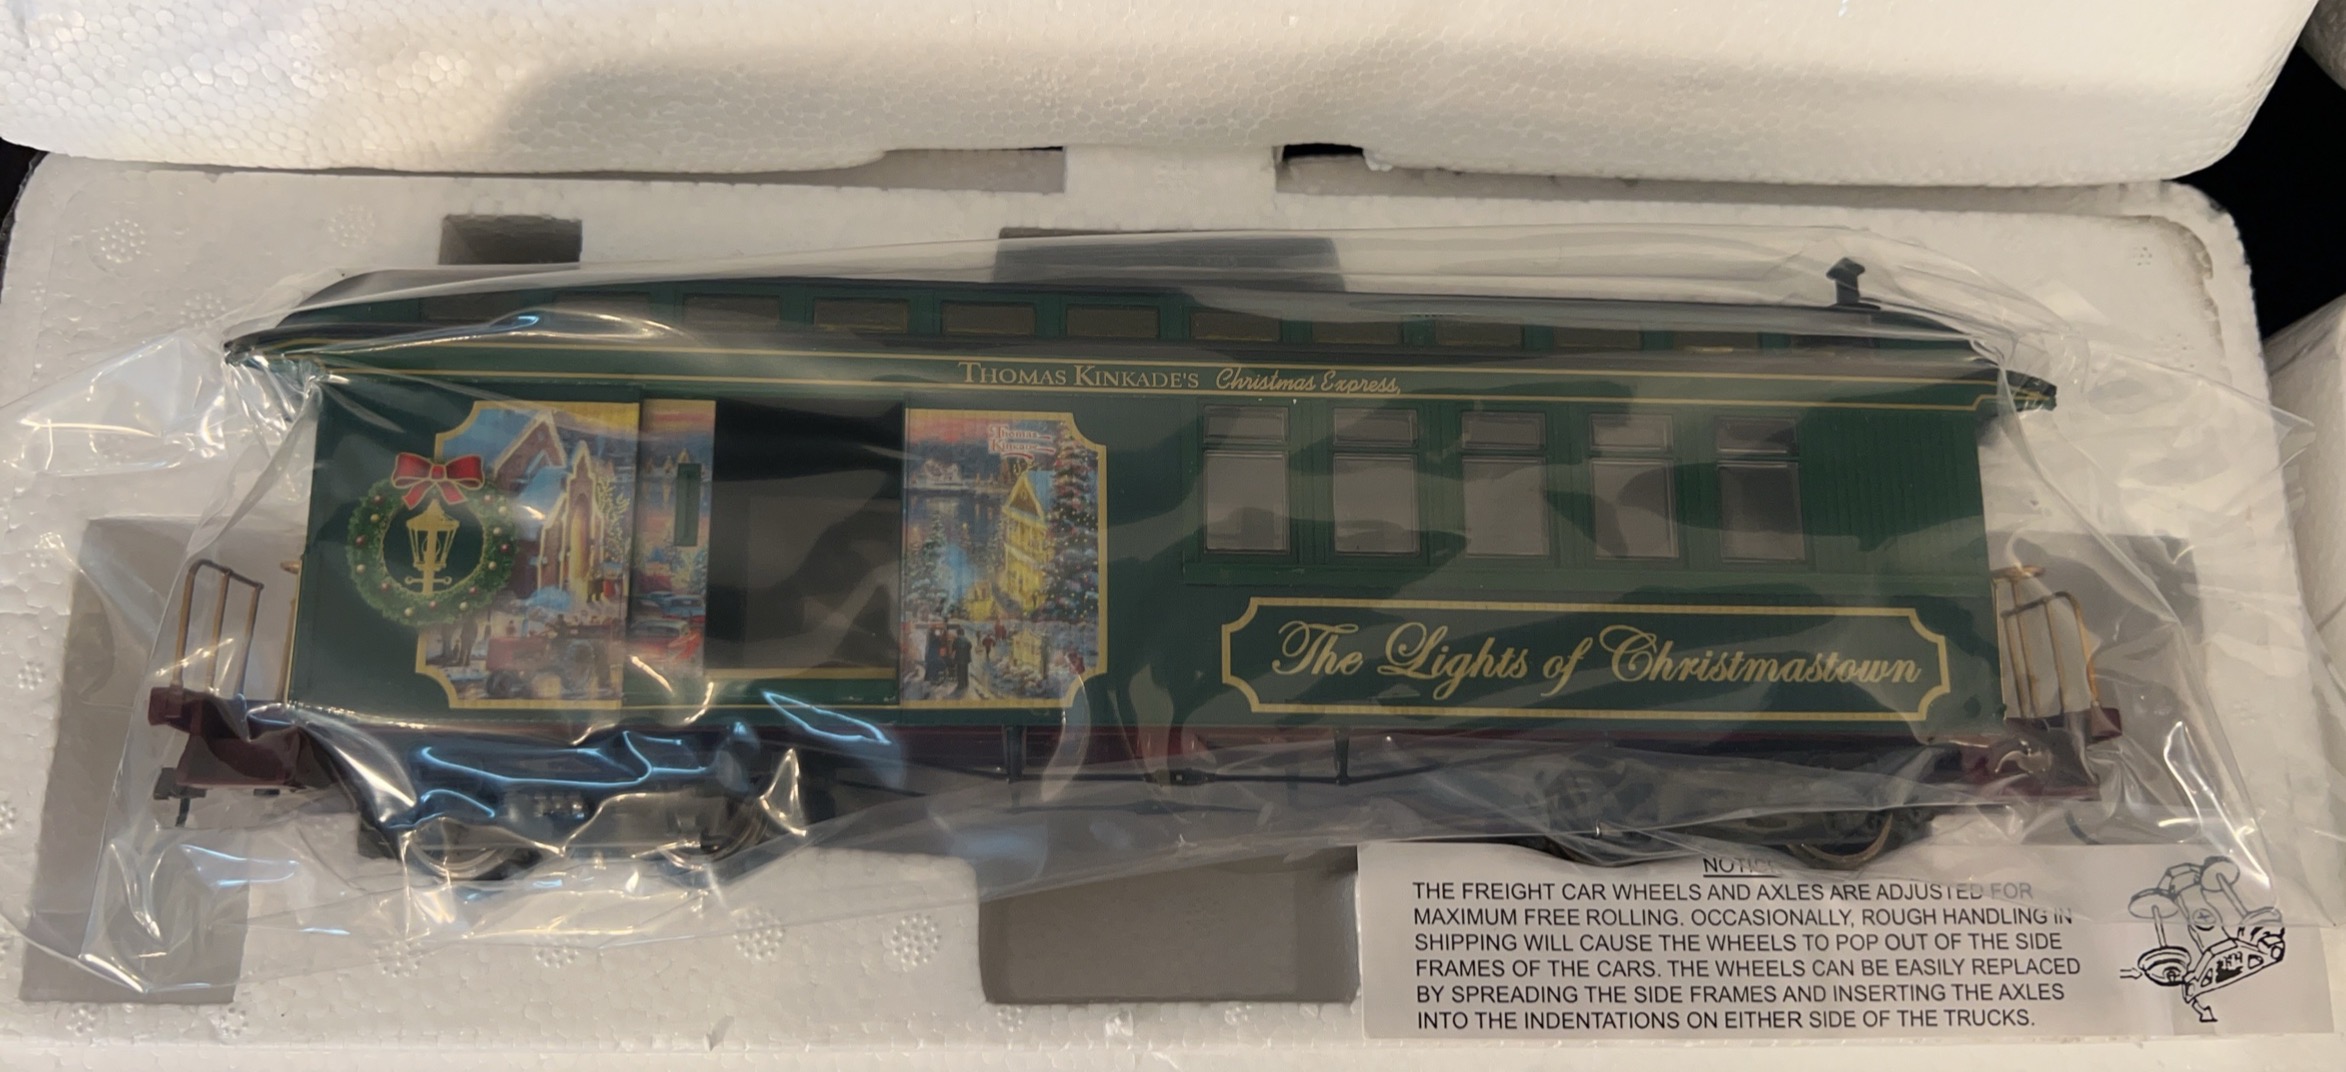 THOMAS KINKADE'S Christmas Express,
Thomas
Kinkade
The Lights of Christmastown
NOTICE
THE FREIGHT CAR WHEELS AND AXLES ARE ADJUSTED FOR
MAXIMUM FREE ROLLING. OCCASIONALLY, ROUGH HANDLING IN
SHIPPING WILL CAUSE THE WHEELS TO POP OUT OF THE SIDE
FRAMES OF THE CARS. THE WHEELS CAN BE EASILY REPLACED
BY SPREADING THE SIDE FRAMES AND INSERTING THE AXLES
INTO THE INDENTATIONS ON EITHER SIDE OF THE TRUCKS.